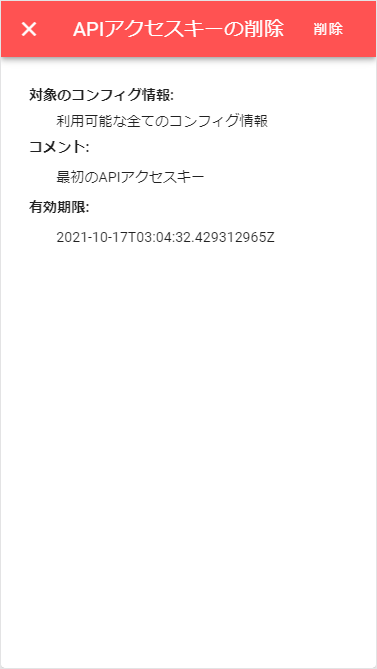 APIアクセスキーの削除 削除
対象のコンフィグ情報:
利用可能な全てのコンフィグ情報
コメント:
最初のAPIアクセスキー
有効期限:
2021-10-17T03:04:32.429312965Z